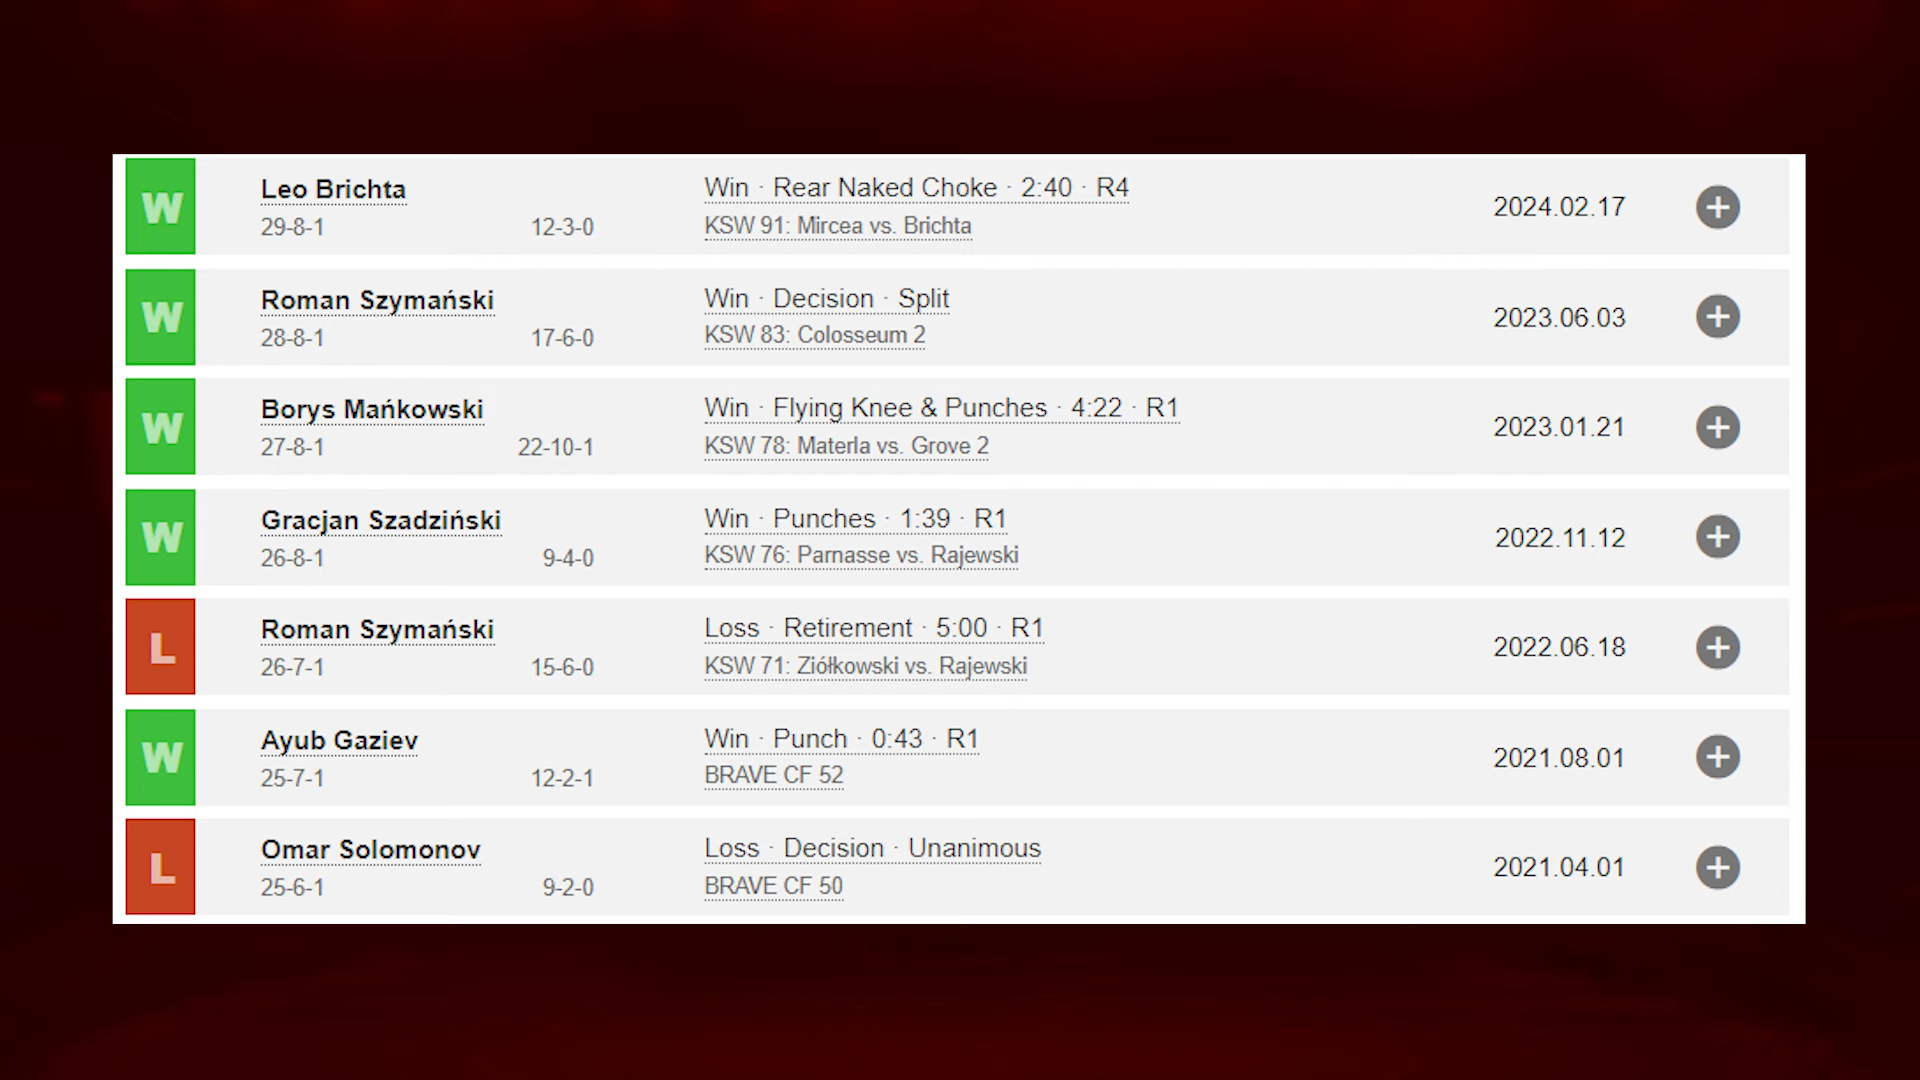 W
Leo Brichta
29-8-1 12-3-0
Win · Rear Naked Choke · 2:40 · R4
KSW 91: Mircea vs. Brichta
2024.02.17
W
Roman Szymański
28-8-1 17-6-0
Win · Decision · Split
KSW 83: Colosseum 2
2023.06.03
W
Borys Mańkowski
27-8-1 22-10-1
Win · Flying Knee & Punches · 4:22 · R1
KSW 78: Materla vs. Grove 2
2023.01.21
W
Gracjan Szadziński
26-8-1 9-4-0
Win · Punches · 1:39 · R1
KSW 76: Parnasse vs. Rajewski
2022.11.12
L
Roman Szymański
26-7-1 15-6-0
Loss · Retirement · 5:00 · R1
KSW 71: Ziółkowski vs. Rajewski
2022.06.18
W
Ayub Gaziev
25-7-1 12-2-1
Win · Punch · 0:43 · R1
BRAVE CF 52
2021.08.01
L
Omar Solomonov
25-6-1 9-2-0
Loss · Decision · Unanimous
BRAVE CF 50
2021.04.01